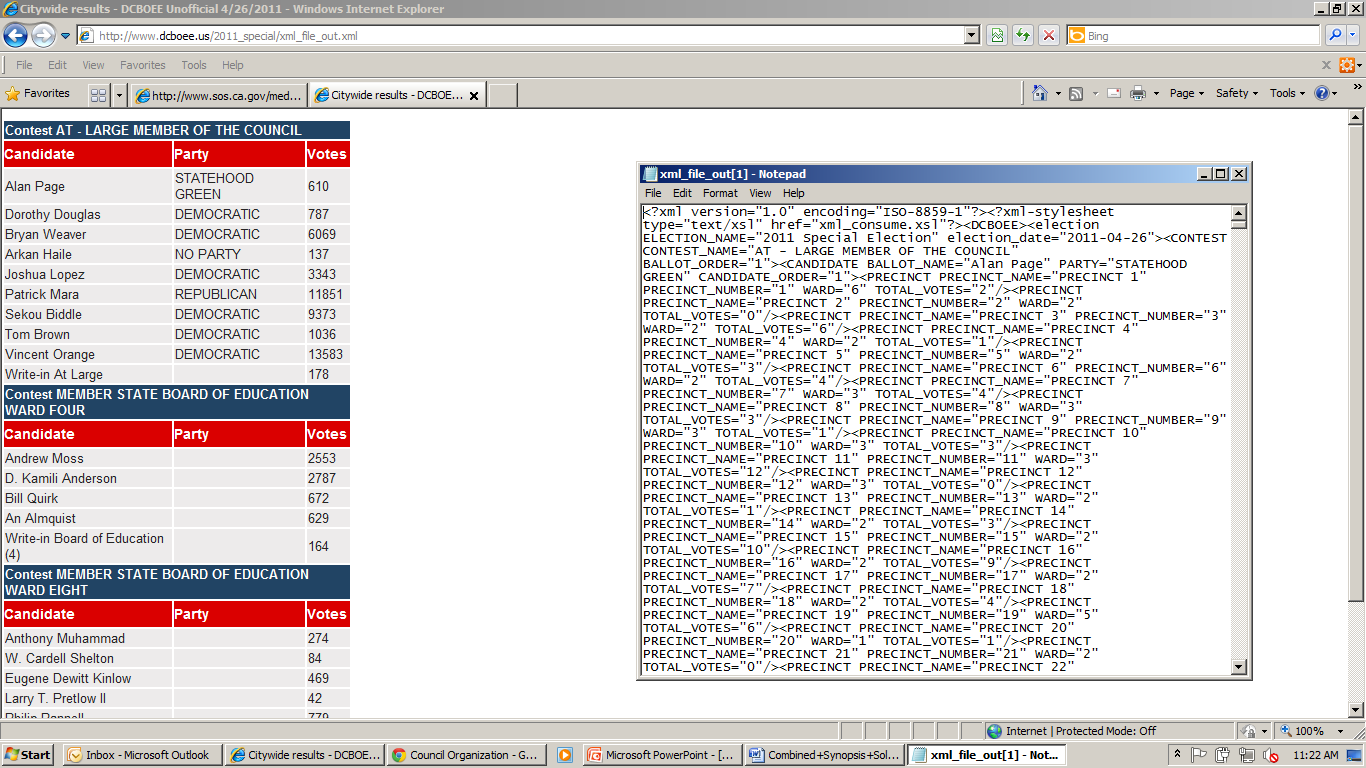 Citywide results - DCBOEE Unofficial 4/26/2011 - Windows Internet Explorer
http://www.dcboee.us/2011_special/xml_file_out.xml
Bing
File Edit View Favorites Tools Help
Favorites
http://www.sos.ca.gov/med...
Citywide results - DCBOE...
Page Safety Tools
Contest AT - LARGE MEMBER OF THE COUNCIL
Candidate Party Votes
Alan Page STATEHOOD GREEN 610
Dorothy Douglas DEMOCRATIC 787
Bryan Weaver DEMOCRATIC 6069
Arkan Haile NO PARTY 137
Joshua Lopez DEMOCRATIC 3343
Patrick Mara REPUBLICAN 11851
Sekou Biddle DEMOCRATIC 9373
Tom Brown DEMOCRATIC 1036
Vincent Orange DEMOCRATIC 13583
Write-in At Large 178
Contest MEMBER STATE BOARD OF EDUCATION
WARD FOUR
Candidate Party Votes
Andrew Moss 2553
D. Kamili Anderson 2787
Bill Quirk 672
An Almquist 629
Write-in Board of Education
(4) 164
Contest MEMBER STATE BOARD OF EDUCATION
WARD EIGHT
Candidate Party Votes
Anthony Muhammad 274
W. Cardell Shelton 84
Eugene Dewitt Kinlow 469
Larry T. Pretlow II 42
Philip Pannell 779
xml_file_out[1] - Notepad
File Edit Format View Help
<?xml version="1.0" encoding="ISO-8859-1"?><?xml-stylesheet
type="text/xsl" href="xml_consume.xsl"?><DCBOEE><election
ELECTION_NAME="2011 Special Election" election_date="2011-04-26"><CONTEST
CONTEST_NAME="AT - LARGE MEMBER OF THE COUNCIL"
BALLOT_ORDER="1"><CANDIDATE BALLOT_NAME="Alan Page" PARTY="STATEHOOD
GREEN" CANDIDATE_ORDER="1"><PRECINCT PRECINCT_NAME="PRECINCT 1"
PRECINCT_NUMBER="1" WARD="6" TOTAL_VOTES="2"/><PRECINCT
PRECINCT_NAME="PRECINCT 2" PRECINCT_NUMBER="2" WARD="2"
TOTAL_VOTES="0"/><PRECINCT PRECINCT_NAME="PRECINCT 3" PRECINCT_NUMBER="3"
WARD="2" TOTAL_VOTES="6"/><PRECINCT PRECINCT_NAME="PRECINCT 4"
PRECINCT_NUMBER="4" WARD="2" TOTAL_VOTES="1"/><PRECINCT
PRECINCT_NAME="PRECINCT 5" PRECINCT_NUMBER="5" WARD="2"
TOTAL_VOTES="3"/><PRECINCT PRECINCT_NAME="PRECINCT 6" PRECINCT_NUMBER="6"
WARD="2" TOTAL_VOTES="4"/><PRECINCT PRECINCT_NAME="PRECINCT 7"
PRECINCT_NUMBER="7" WARD="3" TOTAL_VOTES="4"/><PRECINCT
PRECINCT_NAME="PRECINCT 8" PRECINCT_NUMBER="8" WARD="3"
TOTAL_VOTES="3"/><PRECINCT PRECINCT_NAME="PRECINCT 9" PRECINCT_NUMBER="9"
WARD="3" TOTAL_VOTES="1"/><PRECINCT PRECINCT_NAME="PRECINCT 10"
PRECINCT_NUMBER="10" WARD="3" TOTAL_VOTES="3"/><PRECINCT
PRECINCT_NAME="PRECINCT 11" PRECINCT_NUMBER="11" WARD="3"
TOTAL_VOTES="12"/><PRECINCT PRECINCT_NAME="PRECINCT 12"
PRECINCT_NUMBER="12" WARD="3" TOTAL_VOTES="0"/><PRECINCT
PRECINCT_NAME="PRECINCT 13" PRECINCT_NUMBER="13" WARD="2"
TOTAL_VOTES="1"/><PRECINCT PRECINCT_NAME="PRECINCT 14"
PRECINCT_NUMBER="14" WARD="2" TOTAL_VOTES="3"/><PRECINCT
PRECINCT_NAME="PRECINCT 15" PRECINCT_NUMBER="15" WARD="2"
TOTAL_VOTES="10"/><PRECINCT PRECINCT_NAME="PRECINCT 16"
PRECINCT_NUMBER="16" WARD="2" TOTAL_VOTES="9"/><PRECINCT
PRECINCT_NAME="PRECINCT 17" PRECINCT_NUMBER="17" WARD="2"
TOTAL_VOTES="7"/><PRECINCT PRECINCT_NAME="PRECINCT 18"
PRECINCT_NUMBER="18" WARD="2" TOTAL_VOTES="4"/><PRECINCT
PRECINCT_NAME="PRECINCT 19" PRECINCT_NUMBER="19" WARD="5"
TOTAL_VOTES="6"/><PRECINCT PRECINCT_NAME="PRECINCT 20"
PRECINCT_NUMBER="20" WARD="1" TOTAL_VOTES="1"/><PRECINCT
PRECINCT_NAME="PRECINCT 21" PRECINCT_NUMBER="21" WARD="2"
TOTAL_VOTES="0"/><PRECINCT PRECINCT_NAME="PRECINCT 22"
Internet | Protected Mode: Off
100%
Start
Inbox - Microsoft Outlook
Citywide results - DCBOE...
Council Organization - G...
Microsoft PowerPoint - [...
Combined+Synopsis+Sol...
xml_file_out[1] - Not...
11:22 AM